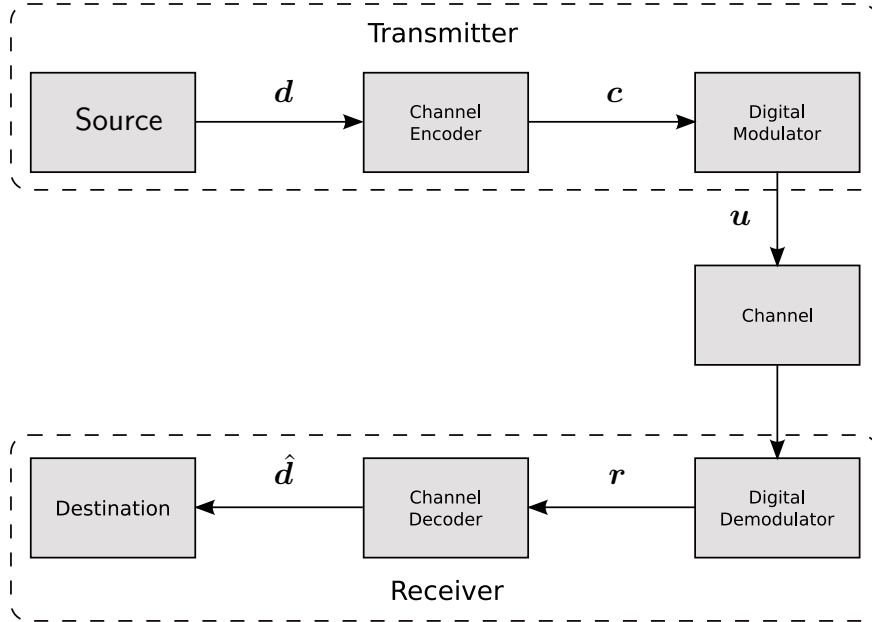 Transmitter
Source
d
Channel
Encoder
c
Digital
Modulator
u
Channel
Destination
d̂
Channel
Decoder
r
Digital
Demodulator
Receiver